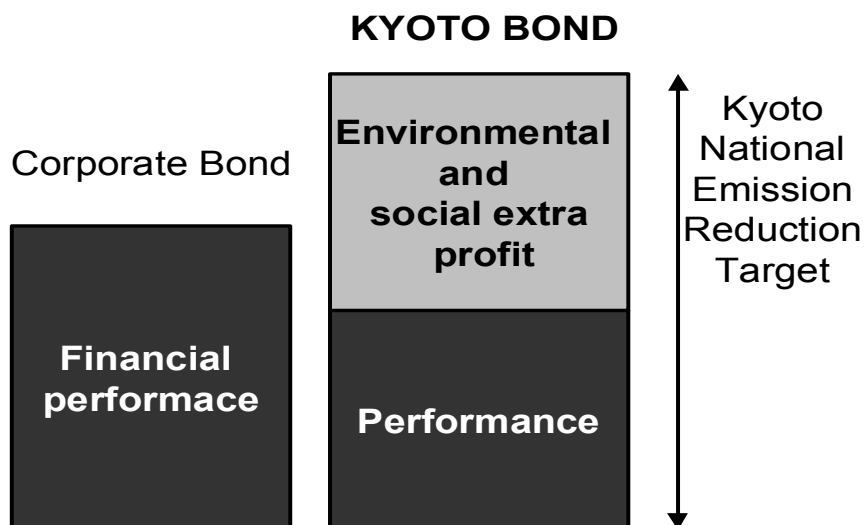 KYOTO BOND
Corporate Bond
Environmental
and
social extra
profit
Kyoto
National
Emission
Reduction
Target
Financial
performace
Performance